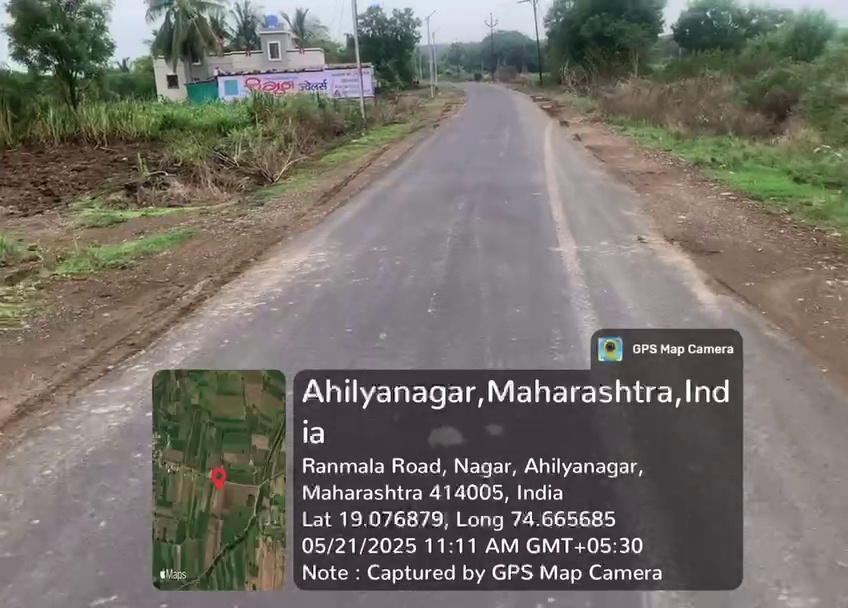 ज्वेलर्स
GPS Map Camera
Ahilyanagar,Maharashtra,Ind
ia
Ranmala Road, Nagar, Ahilyanagar,
Maharashtra 414005, India
Lat 19.076879, Long 74.665685
05/21/2025 11:11 AM GMT+05:30
Note : Captured by GPS Map Camera
Maps